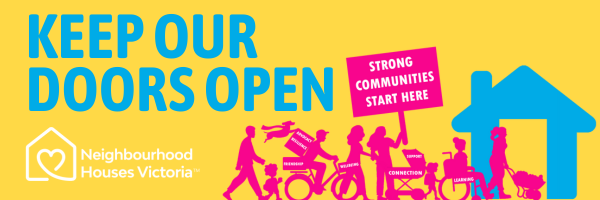 KEEP OUR
DOORS OPEN
STRONG
COMMUNITIES
START HERE
Neighbourhood
Houses Victoria
FRIENDSHIP
WELLBEING
SUPPORT
CONNECTION
LEARNING